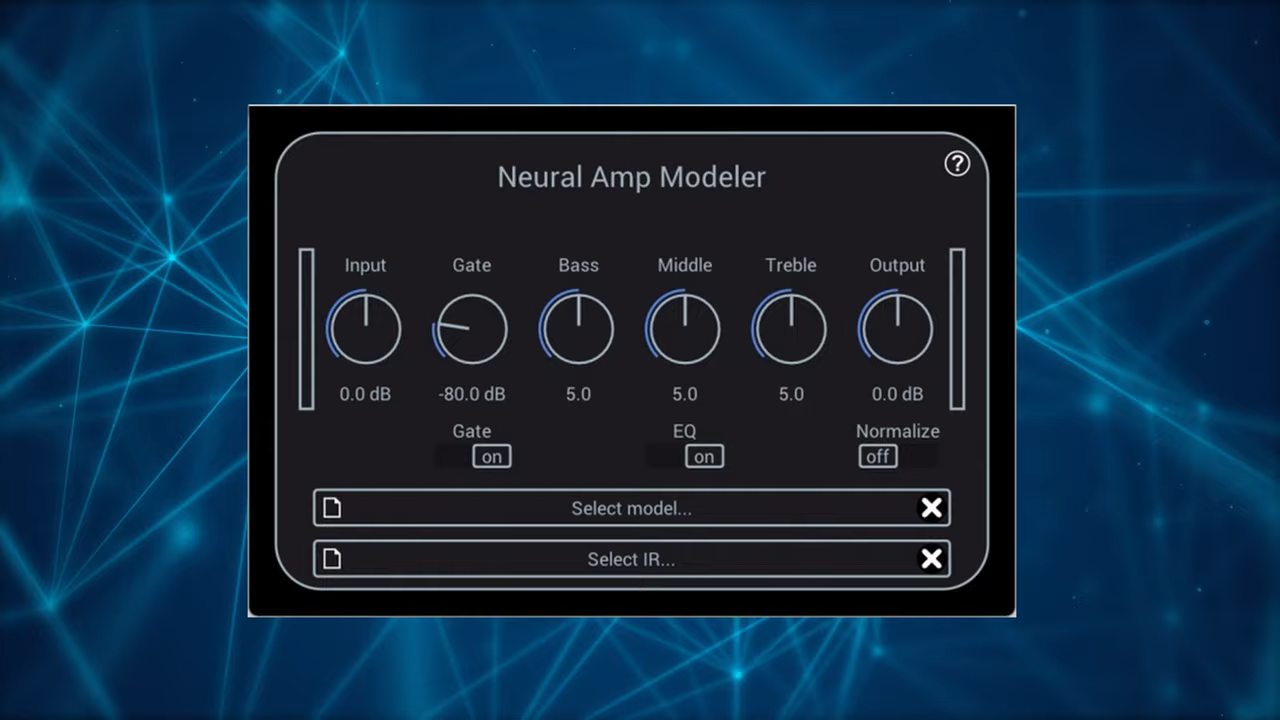 Neural Amp Modeler
?
Input Gate Bass Middle Treble Output
0.0 dB -80.0 dB 5.0 5.0 5.0 0.0 dB
Gate EQ Normalize
on on off
Select model...
Select IR...